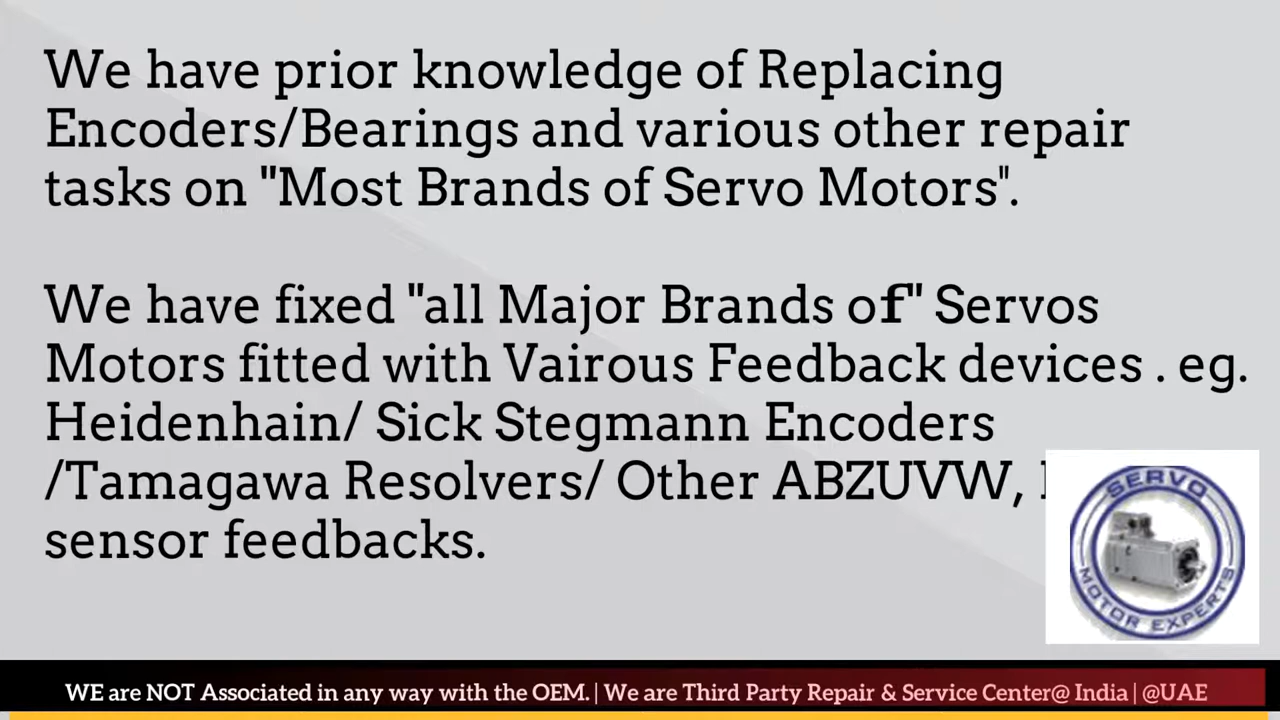 We have prior knowledge of Replacing
Encoders/Bearings and various other repair
tasks on "Most Brands of Servo Motors".
We have fixed "all Major Brands of" Servos
Motors fitted with Vairous Feedback devices . eg.
Heidenhain/ Sick Stegmann Encoders
/Tamagawa Resolvers/ Other ABZUVW,
sensor feedbacks.
SERVO
MOTOR EXPERTS
WE are NOT Associated in any way with the OEM. | We are Third Party Repair & Service Center@ India | @UAE